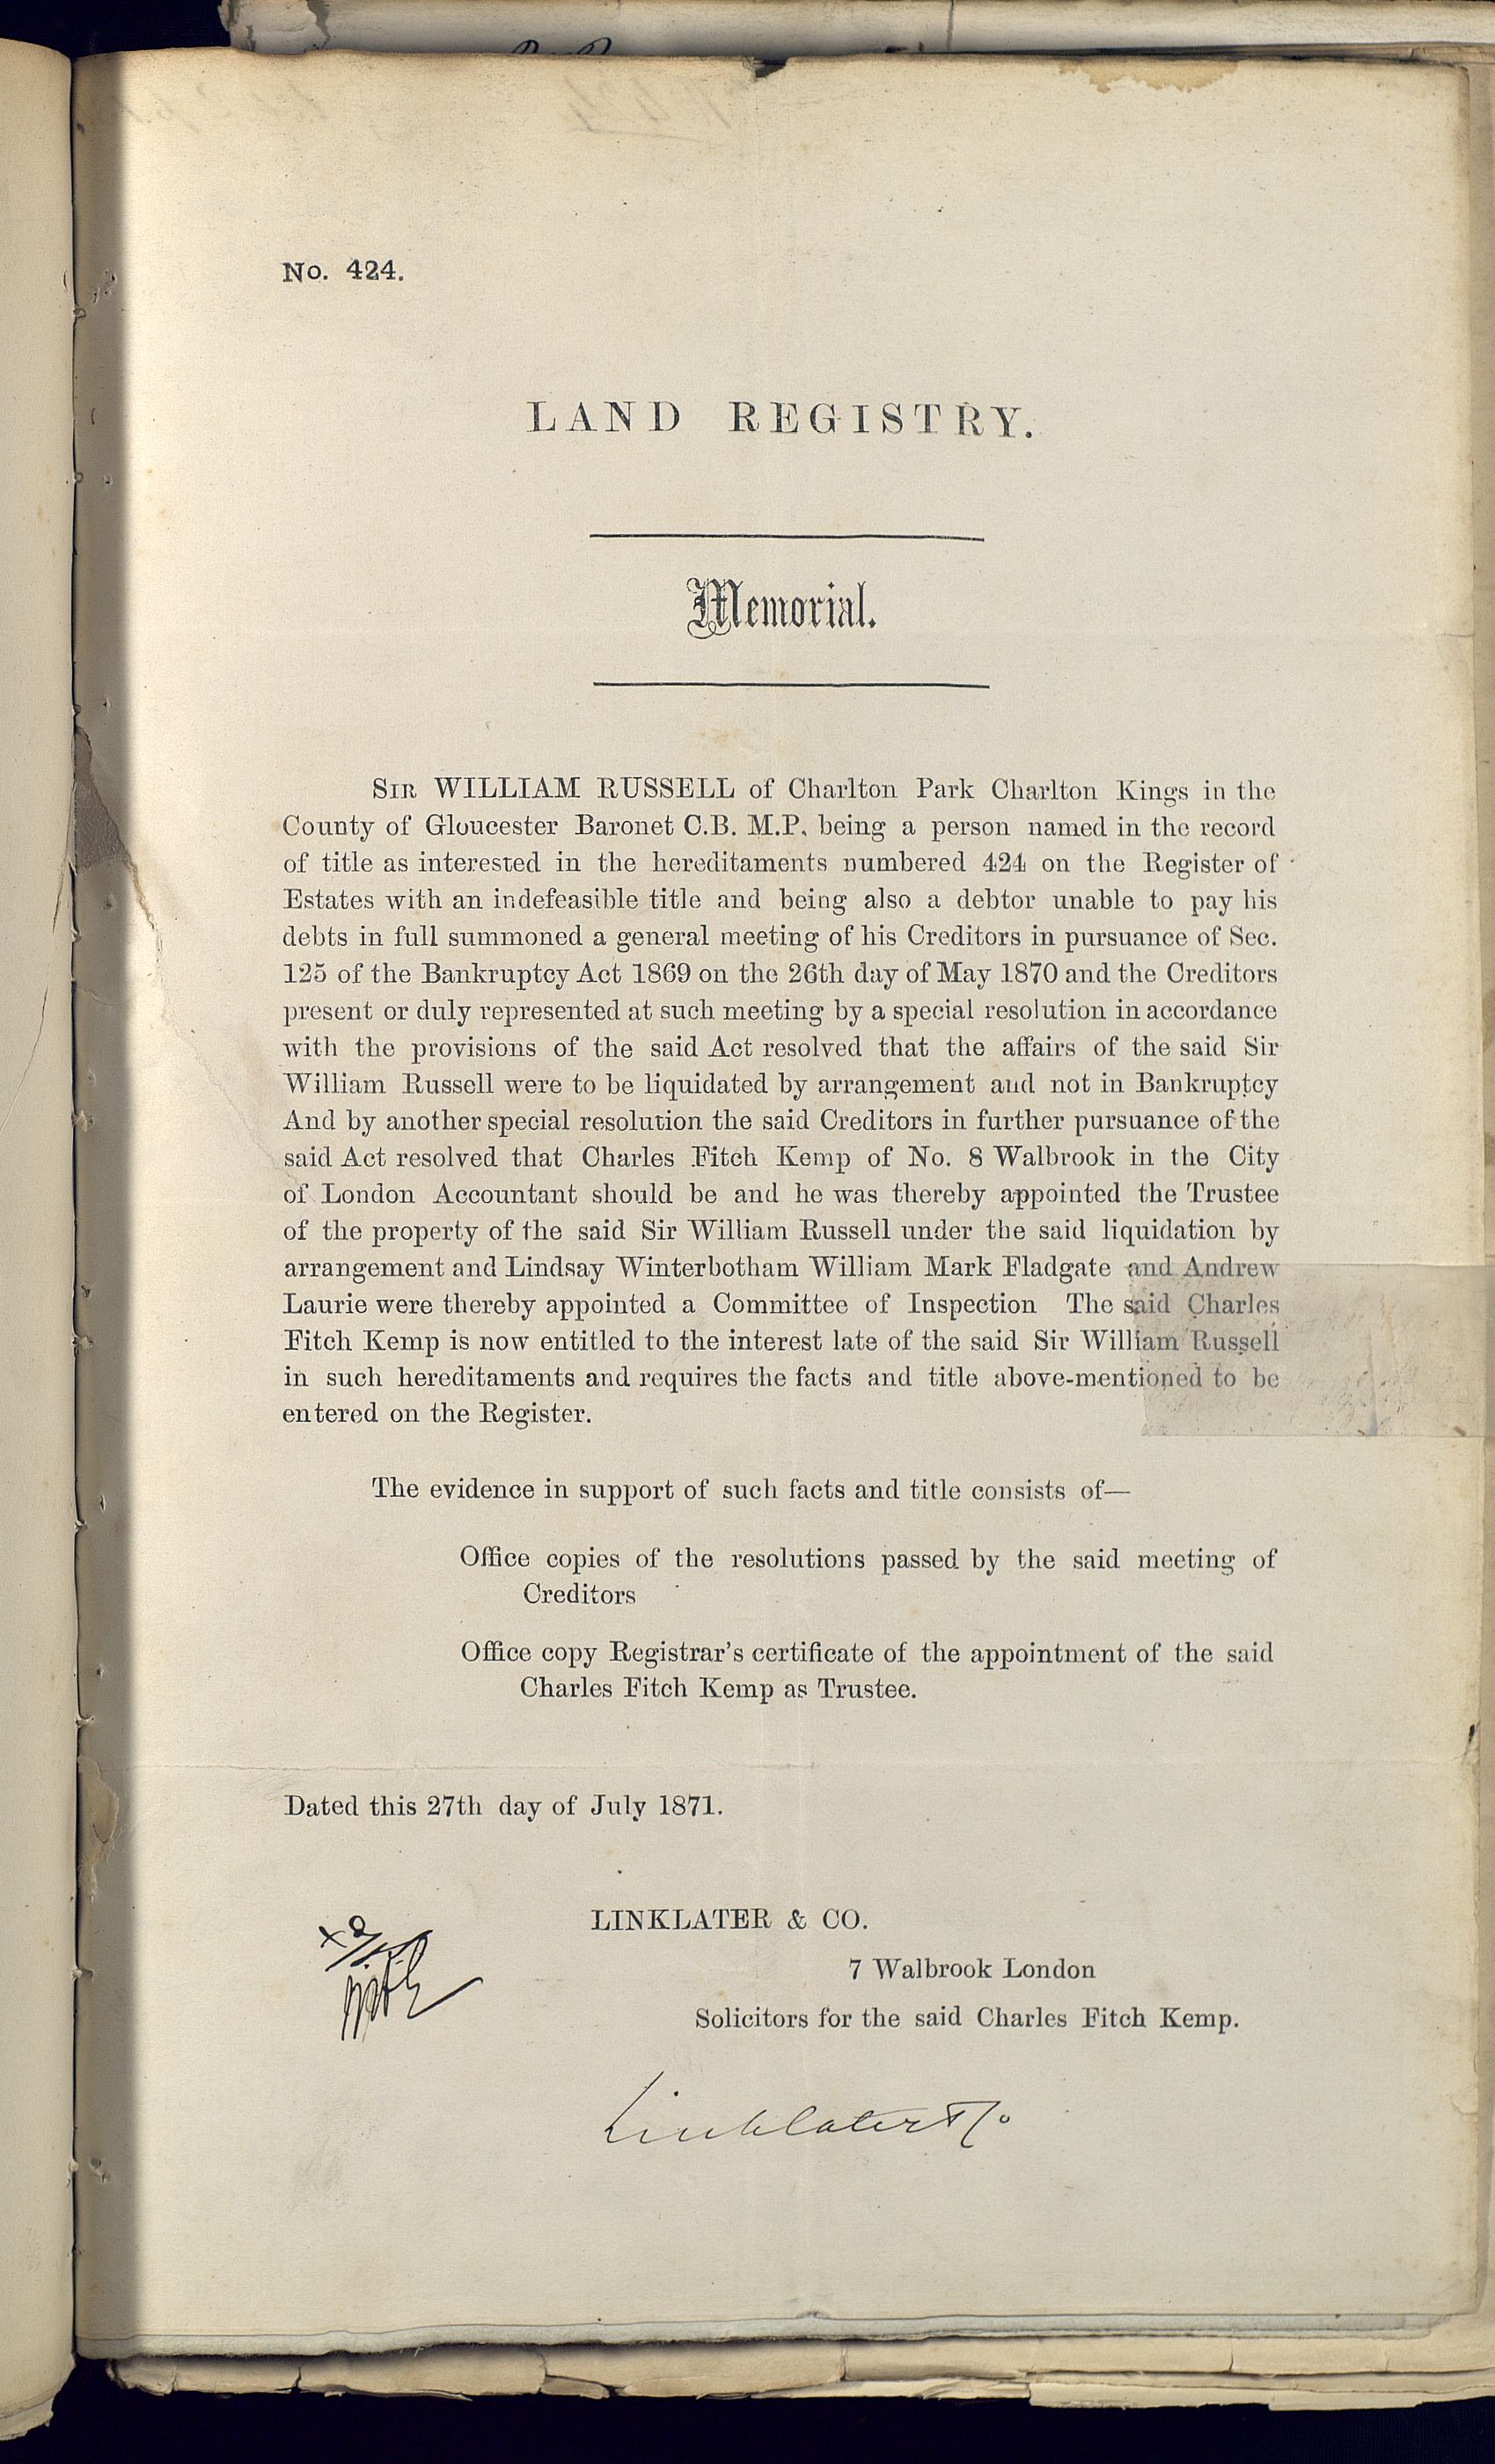 No. 424.
LAND REGISTRY.
Memorial.
SIR WILLIAM RUSSELL of Charlton Park Charlton Kings in the
County of Gloucester Baronet C.B. M.P. being a person named in the record
of title as interested in the hereditaments numbered 424 on the Register of
Estates with an indefeasible title and being also a debtor unable to pay his
debts in full summoned a general meeting of his Creditors in pursuance of Sec.
125 of the Bankruptcy Act 1869 on the 26th day of May 1870 and the Creditors
present or duly represented at such meeting by a special resolution in accordance
with the provisions of the said Act resolved that the affairs of the said Sir
William Russell were to be liquidated by arrangement and not in Bankruptcy
And by another special resolution the said Creditors in further pursuance of the
said Act resolved that Charles Fitch Kemp of No. 8 Walbrook in the City
of London Accountant should be and he was thereby appointed the Trustee
of the property of the said Sir William Russell under the said liquidation by
arrangement and Lindsay Winterbotham William Mark Fladgate and Andrew
Laurie were thereby appointed a Committee of Inspection The said Charles
Fitch Kemp is now entitled to the interest late of the said Sir William Russell
in such hereditaments and requires the facts and title above-mentioned to be
entered on the Register.
The evidence in support of such facts and title consists of—
Office copies of the resolutions passed by the said meeting of
Creditors
Office copy Registrar's certificate of the appointment of the said
Charles Fitch Kemp as Trustee.
Dated this 27th day of July 1871.
LINKLATER & CO.
7 Walbrook London
Solicitors for the said Charles Fitch Kemp.
Linklater & Co